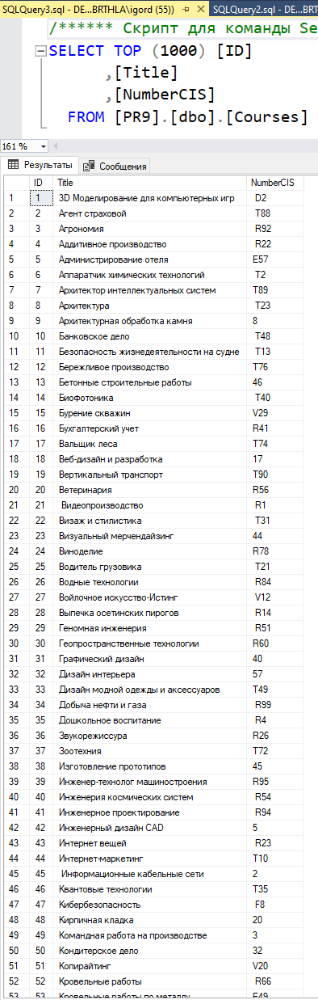 SQLQuery3.sql - DE...BRTHLA\igord (55))
SQLQuery2.sql - DE...BRT
/****** Скрипт для команды Se
SELECT TOP (1000) [ID]
,[Title]
,[NumberCIS]
FROM [PR9].[dbo].[Courses]
161 %
Результаты Сообщения
ID Title NumberCIS
1 1 3D Моделирование для компьютерных игр D2
2 2 Агент страховой T88
3 3 Агрономия R92
4 4 Аддитивное производство R22
5 5 Администрирование отеля E57
6 6 Аппаратчик химических технологий T2
7 7 Архитектор интеллектуальных систем T89
8 8 Архитектура T23
9 9 Архитектурная обработка камня 8
10 10 Банковское дело T48
11 11 Безопасность жизнедеятельности на судне T13
12 12 Бережливое производство T76
13 13 Бетонные строительные работы 46
14 14 Биофотоника T40
15 15 Бурение скважин V29
16 16 Бухгалтерский учет R41
17 17 Вальщик леса T74
18 18 Веб-дизайн и разработка 17
19 19 Вертикальный транспорт T90
20 20 Ветеринария R56
21 21 Видеопроизводство R1
22 22 Визаж и стилистика T31
23 23 Визуальный мерчендайзинг 44
24 24 Виноделие R78
25 25 Водитель грузовика T21
26 26 Водные технологии R84
27 27 Войлочное искусство-Истинг V12
28 28 Выпечка осетинских пирогов R14
29 29 Геномная инженерия R51
30 30 Геопространственные технологии R60
31 31 Графический дизайн 40
32 32 Дизайн интерьера 57
33 33 Дизайн модной одежды и аксессуаров T49
34 34 Добыча нефти и газа R99
35 35 Дошкольное воспитание R4
36 36 Звукорежиссура R26
37 37 Зоотехния T72
38 38 Изготовление прототипов 45
39 39 Инженер-технолог машиностроения R95
40 40 Инженерия космических систем R54
41 41 Инженерное проектирование R94
42 42 Инженерный дизайн CAD 5
43 43 Интернет вещей R23
44 44 Интернет-маркетинг T10
45 45 Информационные кабельные сети 2
46 46 Квантовые технологии T35
47 47 Кибербезопасность F8
48 48 Кирпичная кладка 20
49 49 Командная работа на производстве 3
50 50 Кондитерское дело 32
51 51 Копирайтинг V20
52 52 Кровельные работы R66
53 53 Кровельные работы по металлу E49